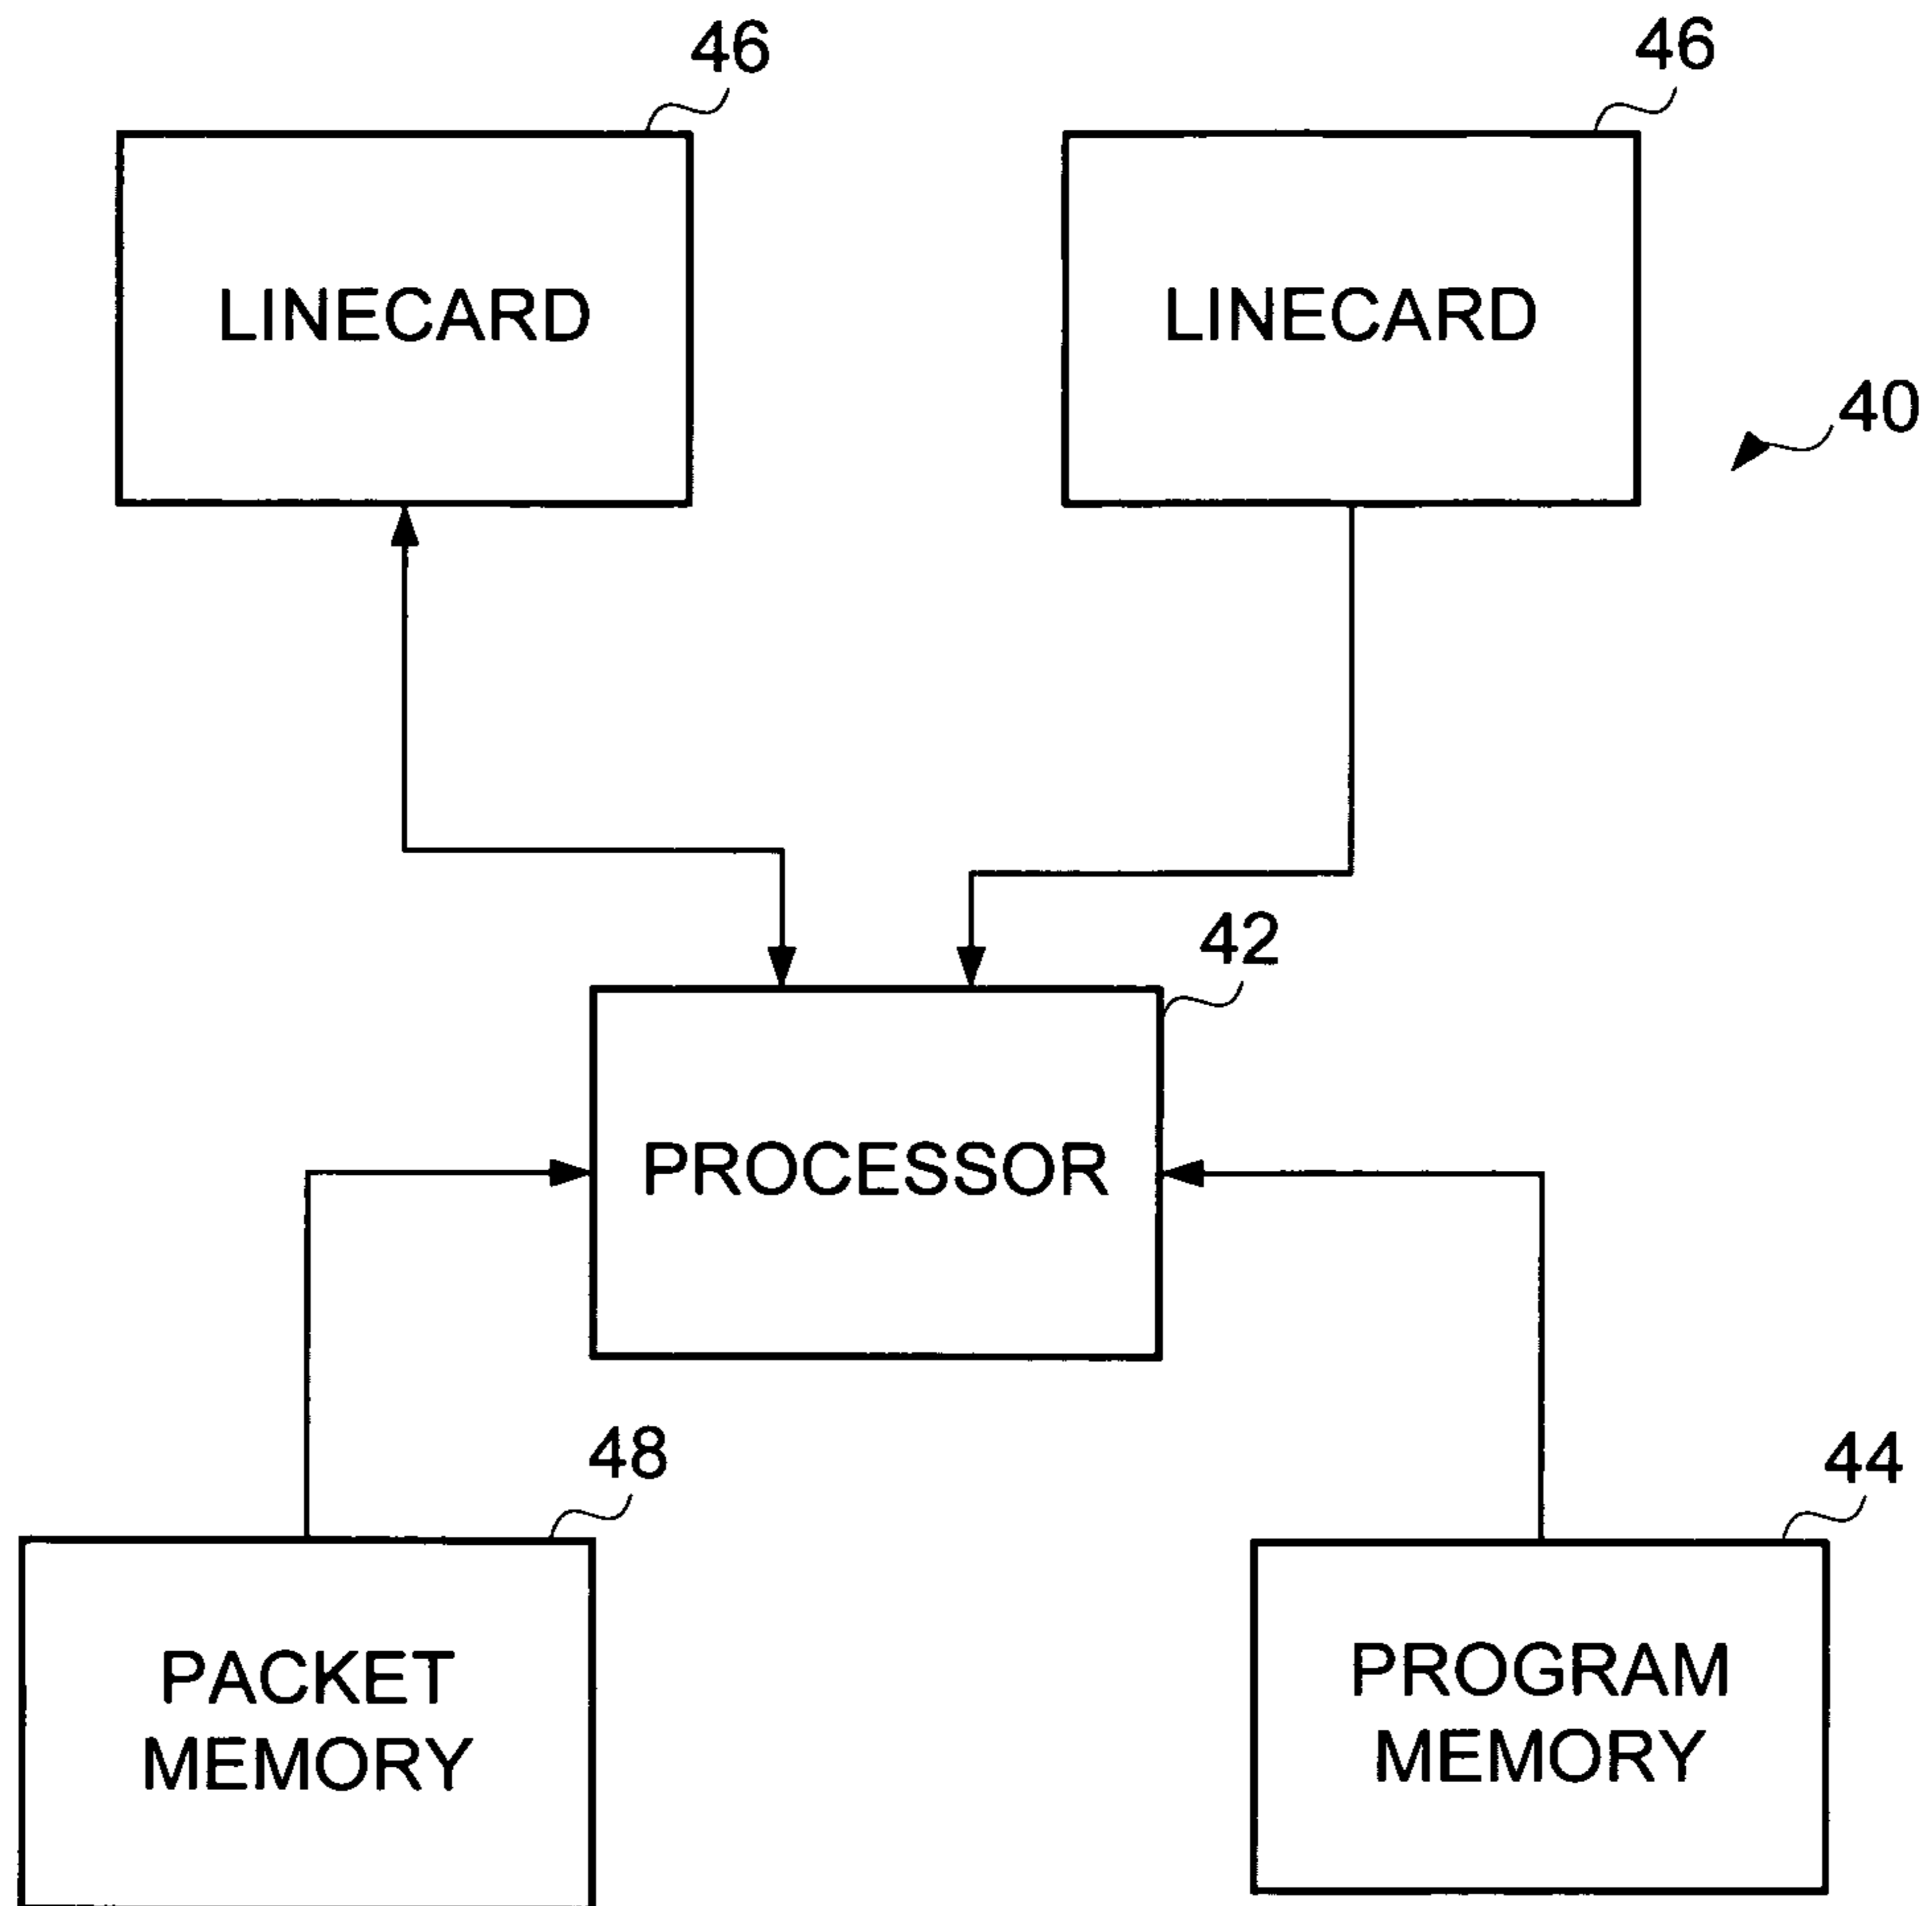 46
46
LINECARD
LINECARD
40
42
PROCESSOR
48
44
PACKET
MEMORY
PROGRAM
MEMORY